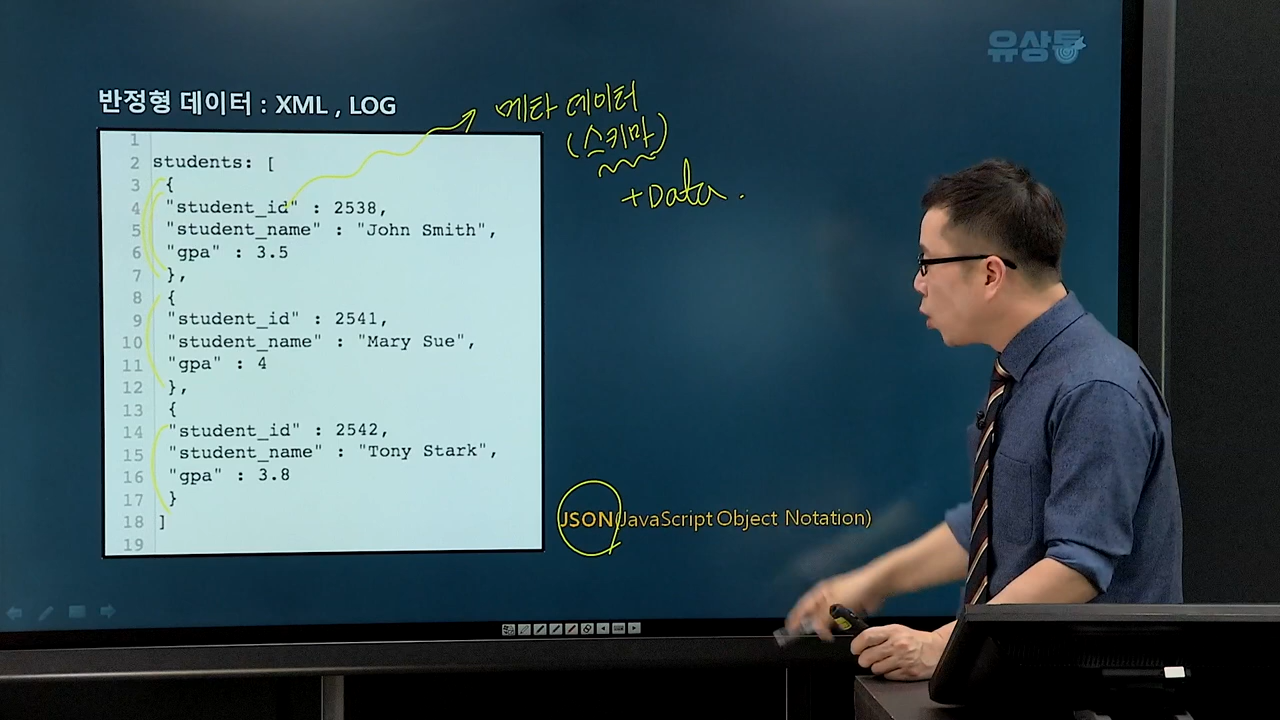 유상통
반정형 데이터 : XML , LOG
메타 데이터
(스키마)
+Data.
1
2 students: [
3 {
4 "student_id" : 2538,
5 "student_name" : "John Smith",
6 "gpa" : 3.5
7 },
8 {
9 "student_id" : 2541,
10 "student_name" : "Mary Sue",
11 "gpa" : 4
12 },
13 {
14 "student_id" : 2542,
15 "student_name" : "Tony Stark",
16 "gpa" : 3.8
17 }
18 ]
19
JSON(JavaScript Object Notation)